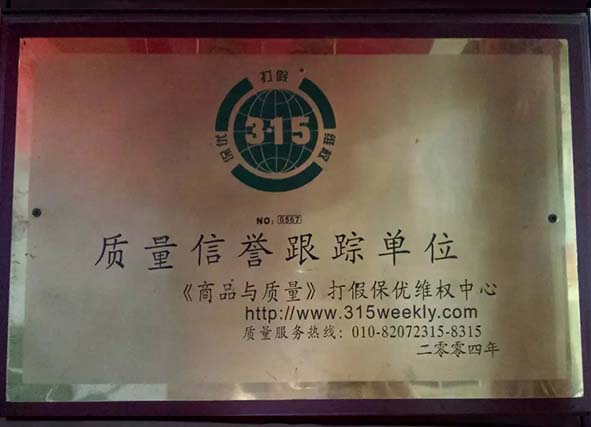 打假
保优
3·15
维权
NO: 0567
质量信誉跟踪单位
《商品与质量》打假保优维权中心
http://www.315weekly.com
质量服务热线: 010-82072315-8315
二零零四年